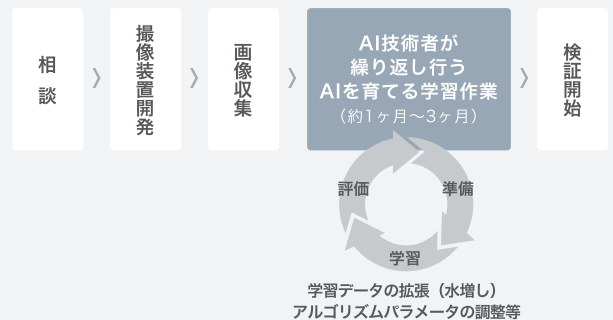 相談
撮像装置開発
画像収集
AI技術者が
繰り返し行う
AIを育てる学習作業
（約1ヶ月〜3ヶ月）
検証開始
評価
準備
学習
学習データの拡張（水増し）
アルゴリズムパラメータの調整等